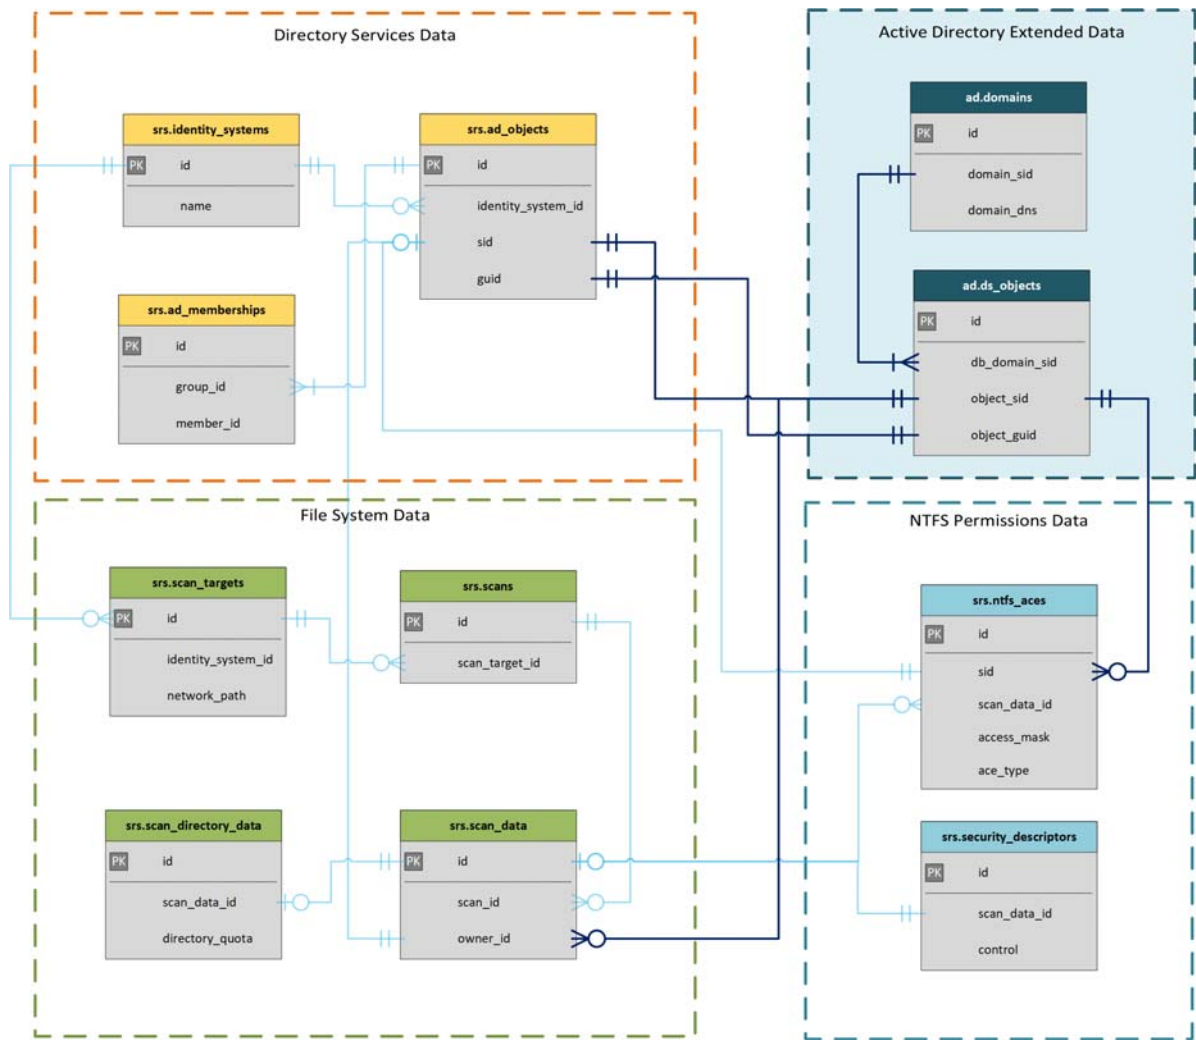 Directory Services Data
srs.identity_systems
PK id
name
srs.ad_objects
PK id
identity_system_id
sid
guid
srs.ad_memberships
PK id
group_id
member_id
Active Directory Extended Data
ad.domains
PK id
domain_sid
domain_dns
ad.ds_objects
PK id
db_domain_sid
object_sid
object_guid
File System Data
srs.scan_targets
PK id
identity_system_id
network_path
srs.scans
PK id
scan_target_id
srs.scan_directory_data
PK id
scan_data_id
directory_quota
srs.scan_data
PK id
scan_id
owner_id
NTFS Permissions Data
srs.ntfs_aces
PK id
sid
scan_data_id
access_mask
ace_type
srs.security_descriptors
PK id
scan_data_id
control